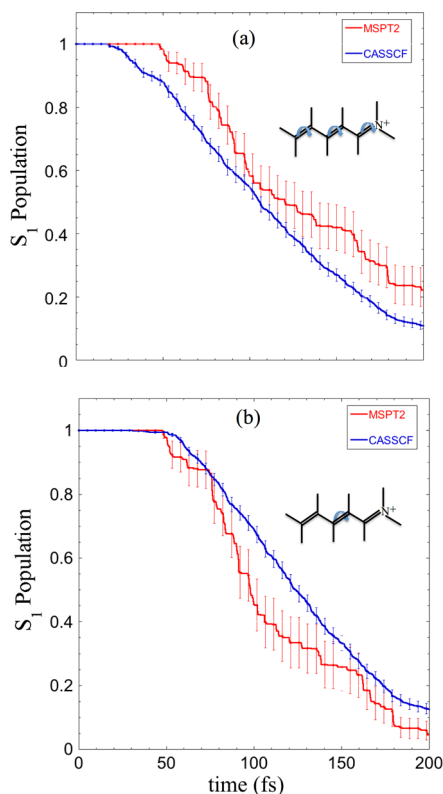 (a)
MSPT2
CASSCF
1
0.8
0.6
0.4
0.2
0
S₁ Population
N⁺
(b)
MSPT2
CASSCF
1
0.8
0.6
0.4
0.2
0
S₁ Population
N⁺
0 50 100 150 200
time (fs)